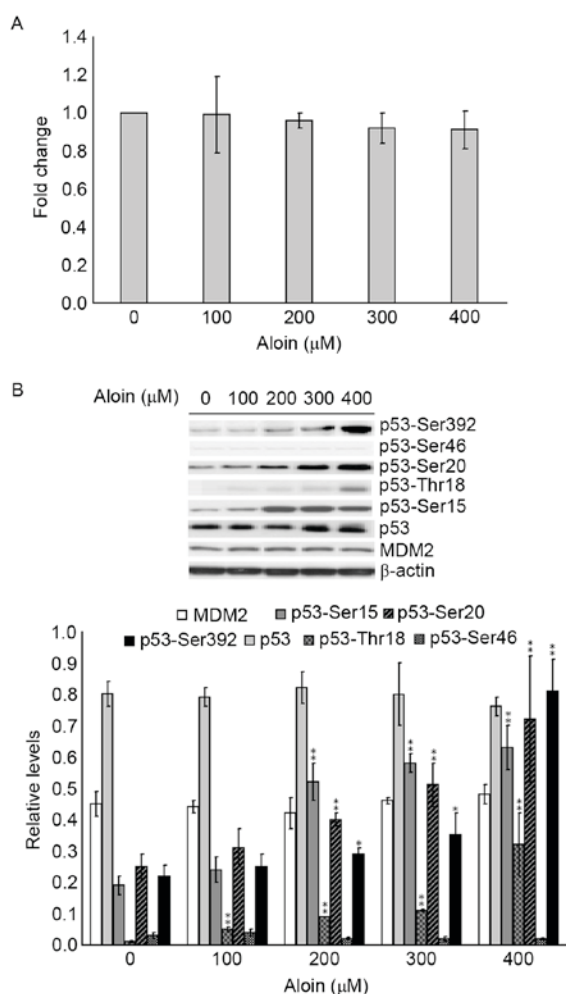 A
1.4
1.2
1.0
0.8
0.6
0.4
0.2
0.0
Fold change
0 100 200 300 400
Aloin (μM)
B
Aloin (μM) 0 100 200 300 400
p53-Ser392
p53-Ser46
p53-Ser20
p53-Thr18
p53-Ser15
p53
MDM2
β-actin
MDM2 p53-Ser15 p53-Ser20
p53-Ser392 p53 p53-Thr18 p53-Ser46
1.0
0.9
0.8
0.7
0.6
0.5
0.4
0.3
0.2
0.1
0.0
Relative levels
** ** * ** ** ** * ** ** ** ** ** **
0 100 200 300 400
Aloin (μM)